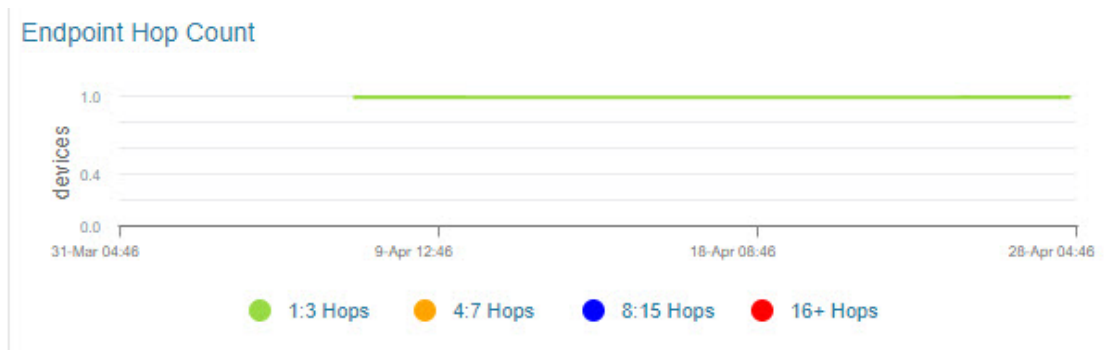 Endpoint Hop Count
1.0
devices
0.4
0.0
31-Mar 04:46 9-Apr 12:46 18-Apr 08:46 28-Apr 04:46
1:3 Hops 4:7 Hops 8:15 Hops 16+ Hops